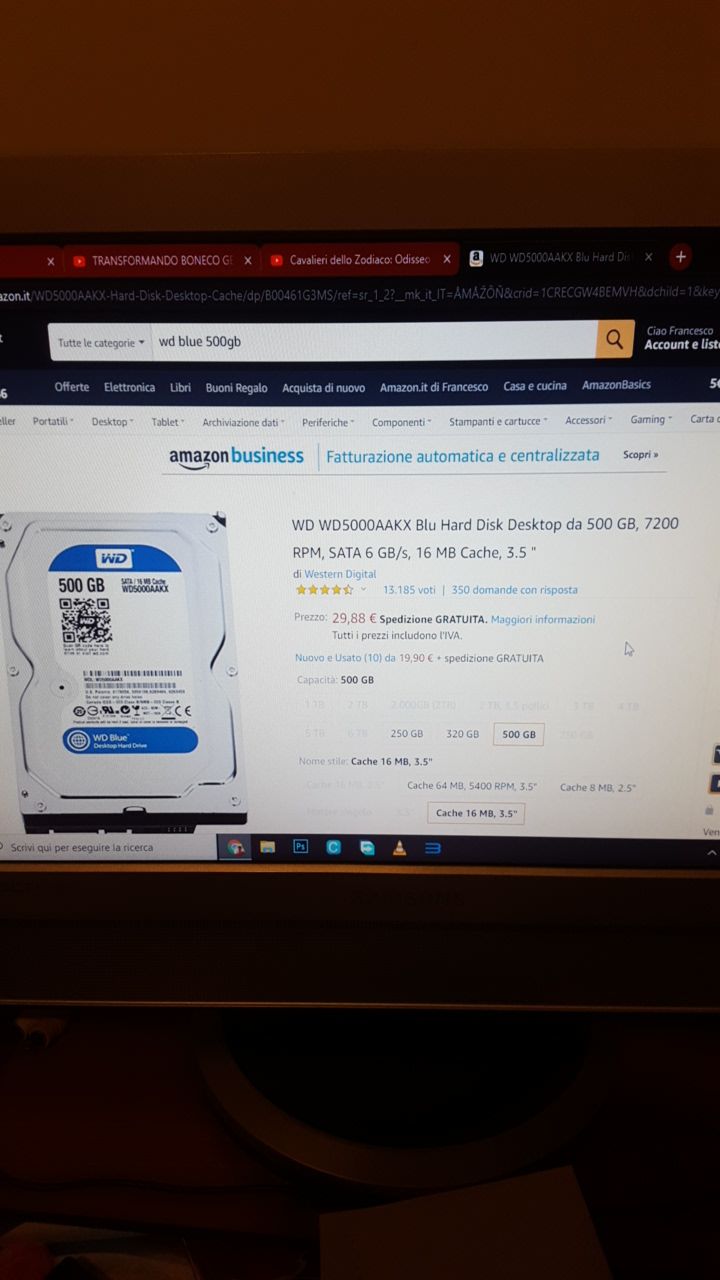 TRANSFORMANDO BONECO GE
Cavalieri dello Zodiaco: Odisseo
WD WD5000AAKX Blu Hard Dis
azon.it/WD5000AAKX-Hard-Disk-Desktop-Cache/dp/B00461G3MS/ref=sr_1_2?__mk_it_IT=ÅMÅŽÕÑ&crid=1CRECGW4BEMVH&dchild=1&key
Tutte le categorie
wd blue 500gb
Ciao Francesco
Account e liste
Offerte Elettronica Libri Buoni Regalo Acquista di nuovo Amazon.it di Francesco Casa e cucina AmazonBasics
Portatili Desktop Tablet Archiviazione dati Periferiche Componenti Stampanti e cartucce Accessori Gaming Carta
amazon business
Fatturazione automatica e centralizzata
Scopri »
WD
500 GB
SATA / 16 MB Cache
WD5000AAKX
WD Blue
Desktop Hard Drive
WD WD5000AAKX Blu Hard Disk Desktop da 500 GB, 7200
RPM, SATA 6 GB/s, 16 MB Cache, 3.5 "
di Western Digital
13.185 voti | 350 domande con risposta
Prezzo: 29,88 € Spedizione GRATUITA. Maggiori informazioni
Tutti i prezzi includono l'IVA.
Nuovo e Usato (10) da 19,90 € + spedizione GRATUITA
Capacità: 500 GB
1 TB 2 TB 2.000GB (2TB) 2 TB, 3,5 pollici 3 TB 4 TB
5 TB 6 TB 250 GB 320 GB 500 GB 750 GB
Nome stile: Cache 16 MB, 3.5"
Cache 16 MB, 2.5" Cache 64 MB, 5400 RPM, 3.5" Cache 8 MB, 2.5"
3.5" Cache 16 MB, 3.5"
Ven
Scrivi qui per eseguire la ricerca
Ps
SAMSUNG